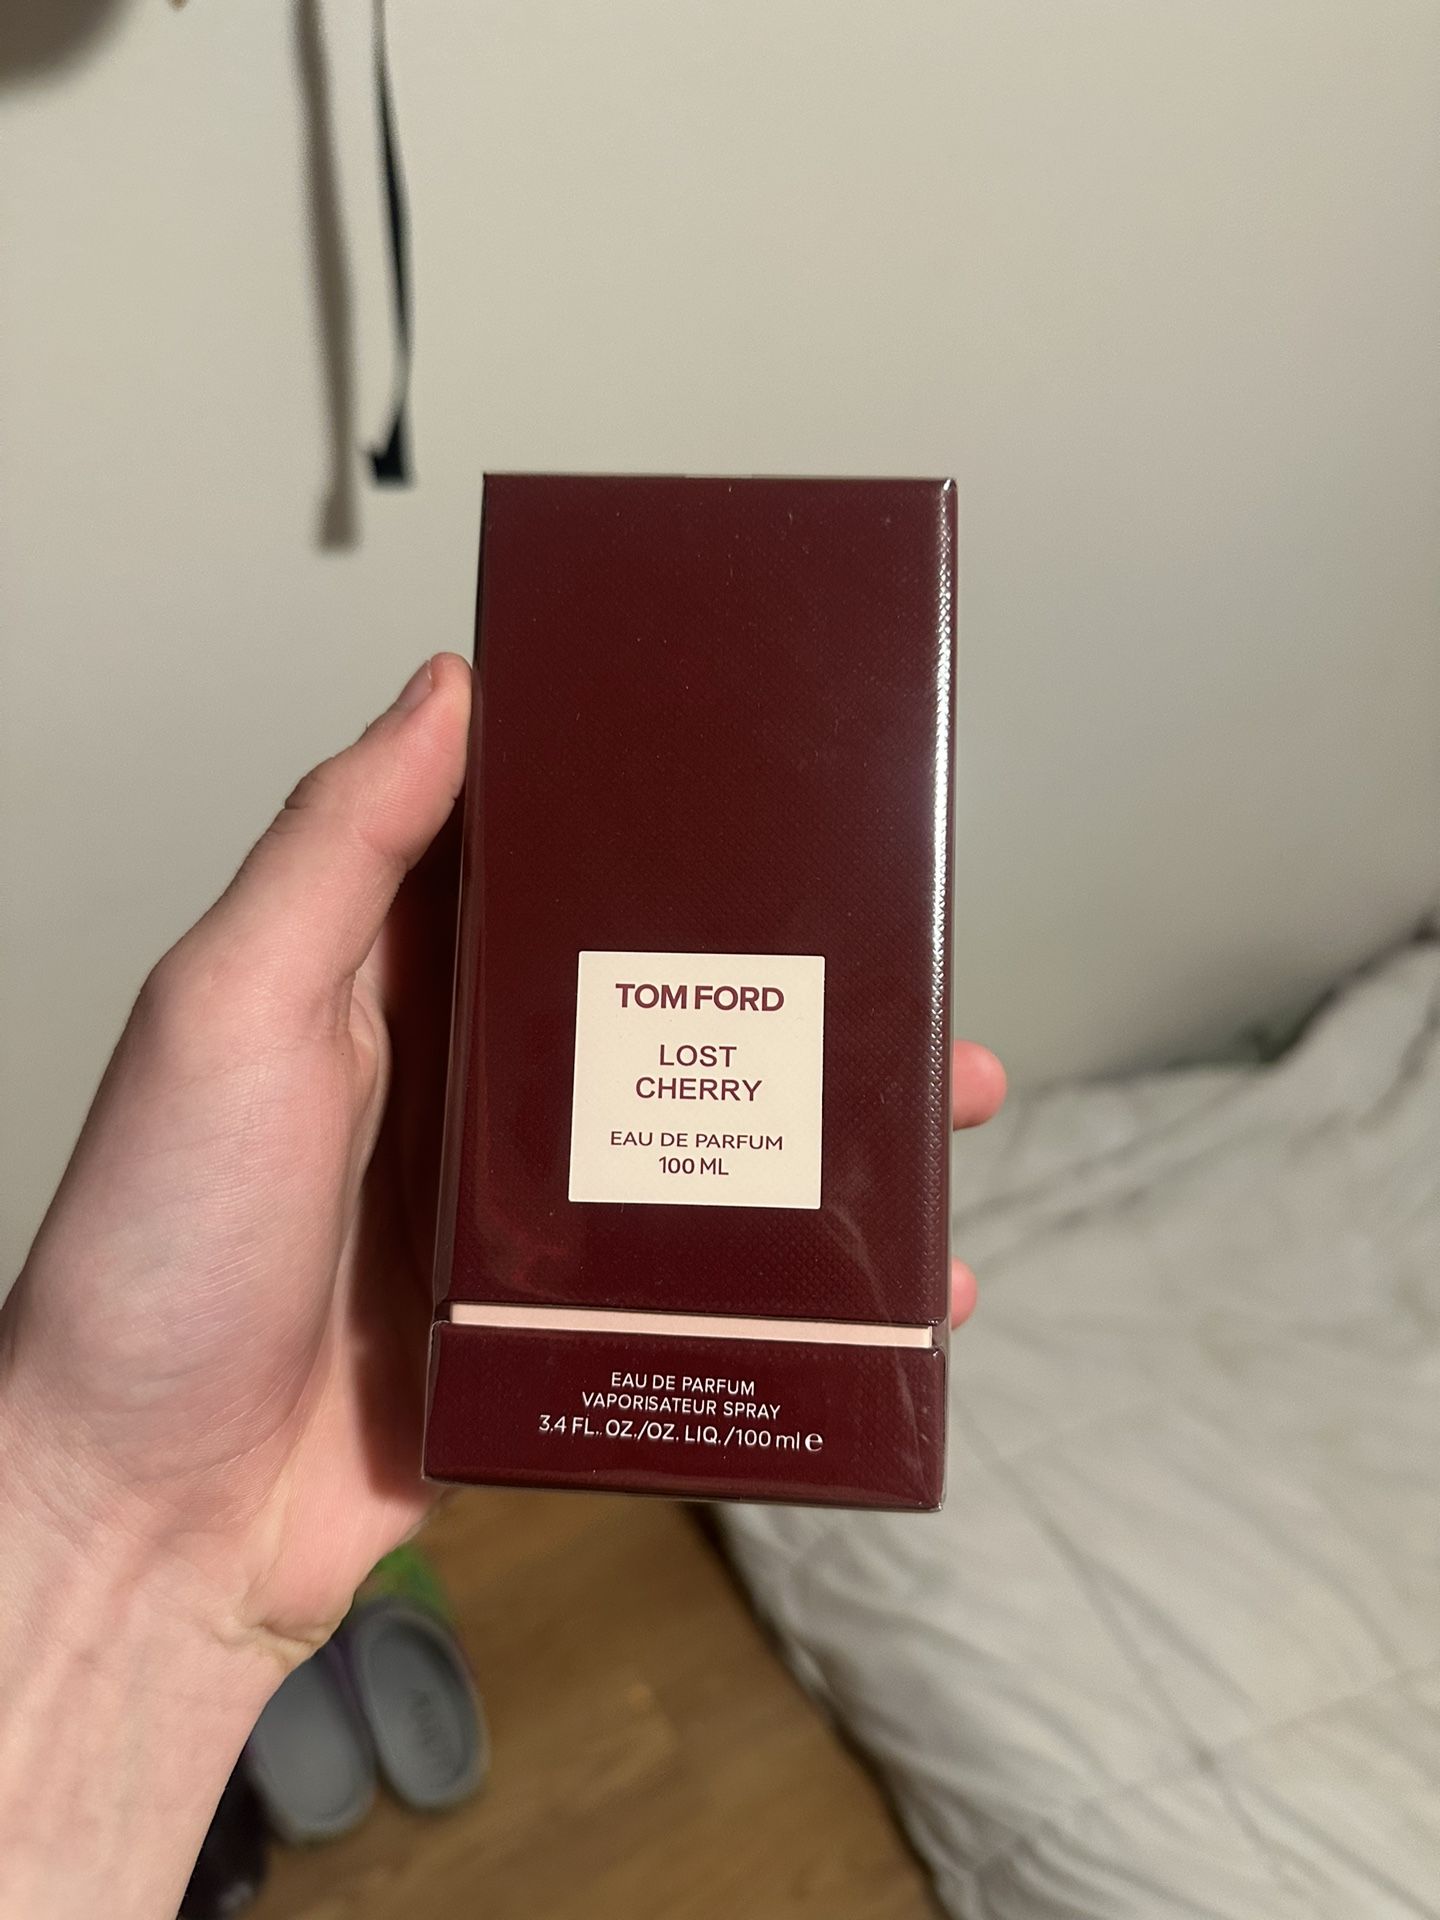 TOM FORD
LOST
CHERRY
EAU DE PARFUM
100 ML
EAU DE PARFUM
VAPORISATEUR SPRAY
3.4 FL. OZ./OZ. LIQ./100 ml ℮